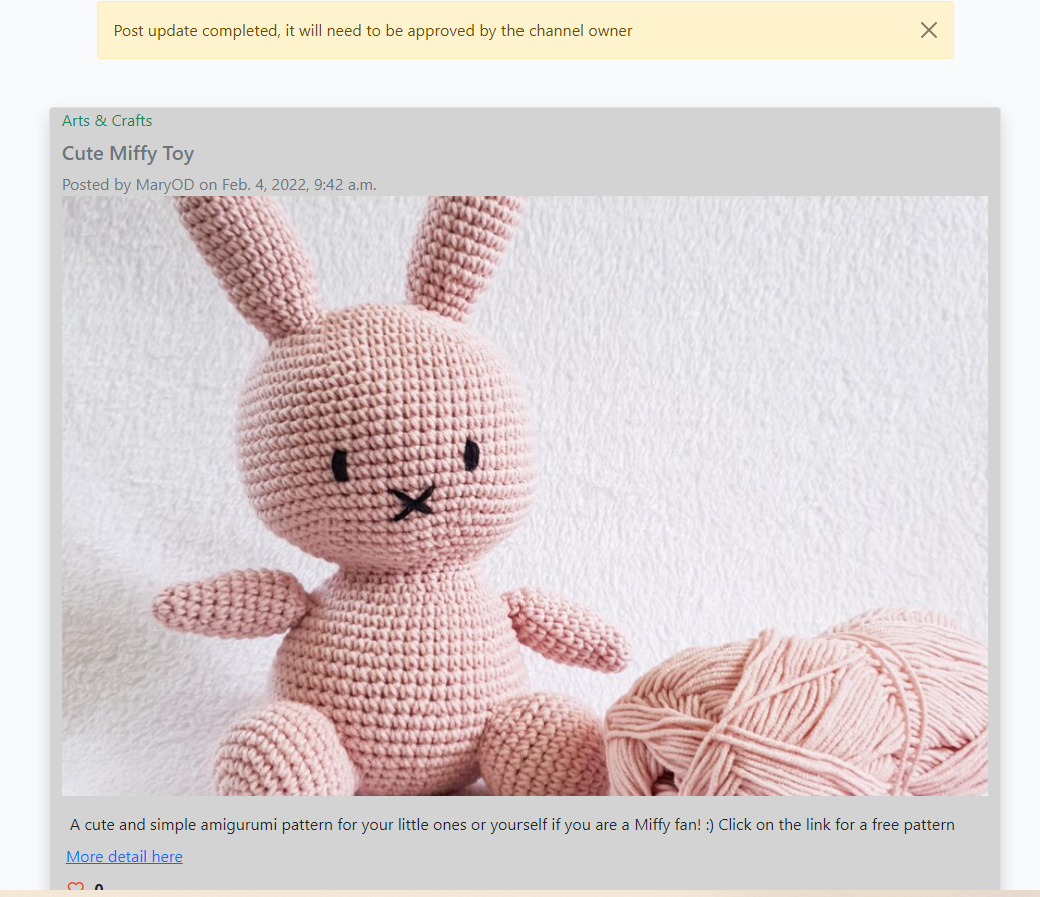 Post update completed, it will need to be approved by the channel owner
Arts & Crafts
Cute Miffy Toy
Posted by MaryOD on Feb. 4, 2022, 9:42 a.m.
A cute and simple amigurumi pattern for your little ones or yourself if you are a Miffy fan! :) Click on the link for a free pattern
More detail here
0